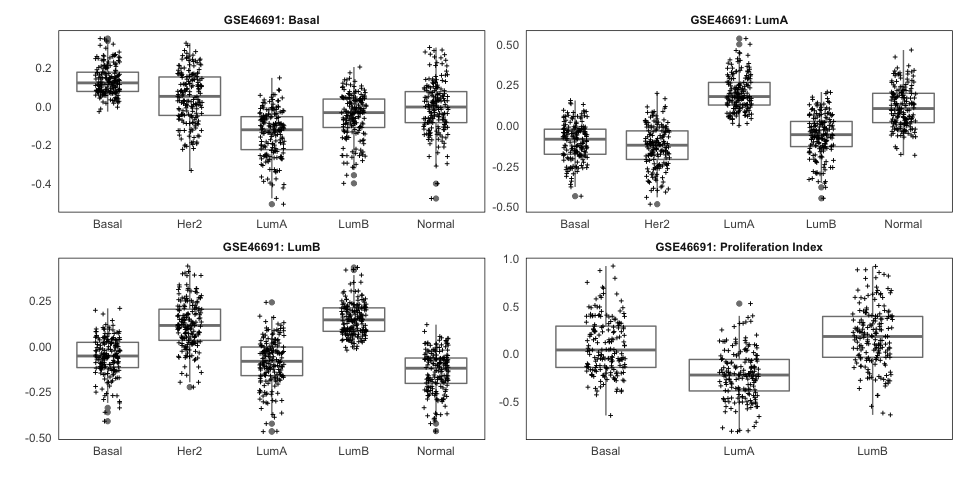 GSE46691: Basal
0.2
0.0
-0.2
-0.4
Basal Her2 LumA LumB Normal
GSE46691: LumA
0.50
0.25
0.00
-0.25
-0.50
Basal Her2 LumA LumB Normal
GSE46691: LumB
0.25
0.00
-0.25
-0.50
Basal Her2 LumA LumB Normal
GSE46691: Proliferation Index
1.0
0.5
0.0
-0.5
Basal LumA LumB